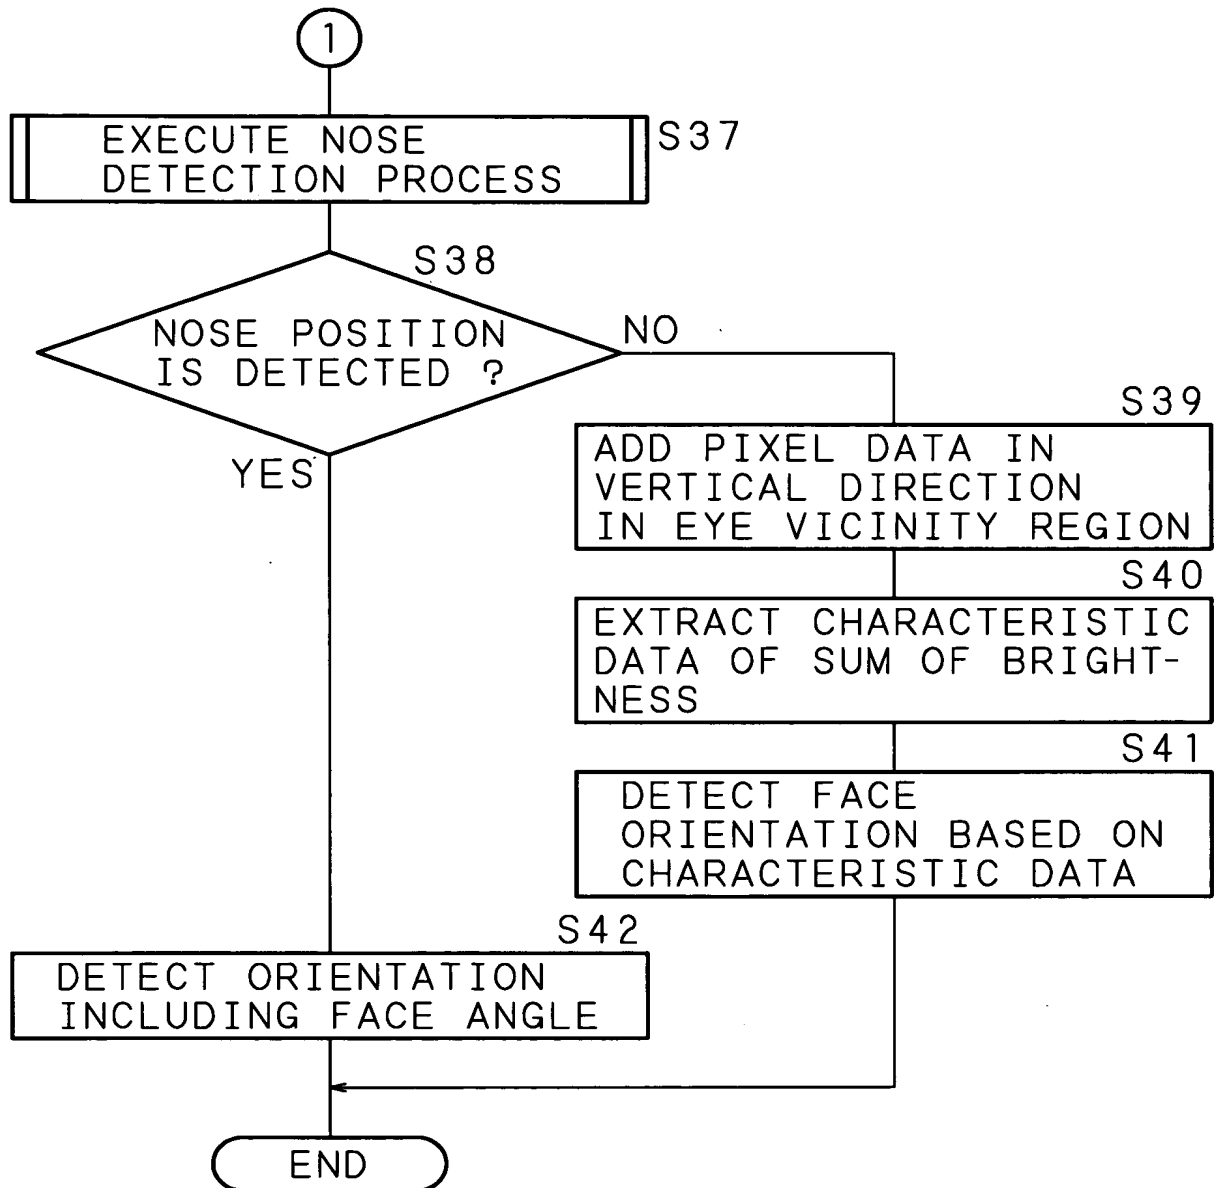 1
EXECUTE NOSE
DETECTION PROCESS
S37
S38
NOSE POSITION
IS DETECTED ?
NO
YES
S39
ADD PIXEL DATA IN
VERTICAL DIRECTION
IN EYE VICINITY REGION
S40
EXTRACT CHARACTERISTIC
DATA OF SUM OF BRIGHT-
NESS
S41
DETECT FACE
ORIENTATION BASED ON
CHARACTERISTIC DATA
S42
DETECT ORIENTATION
INCLUDING FACE ANGLE
END